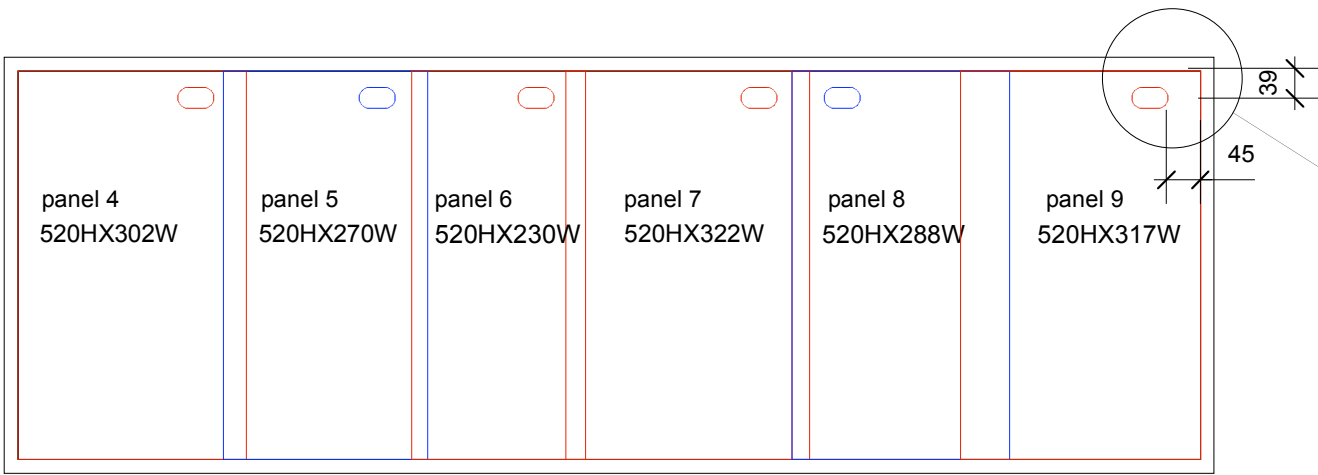 39
45
panel 4
520HX302W
panel 5
520HX270W
panel 6
520HX230W
panel 7
520HX322W
panel 8
520HX288W
panel 9
520HX317W